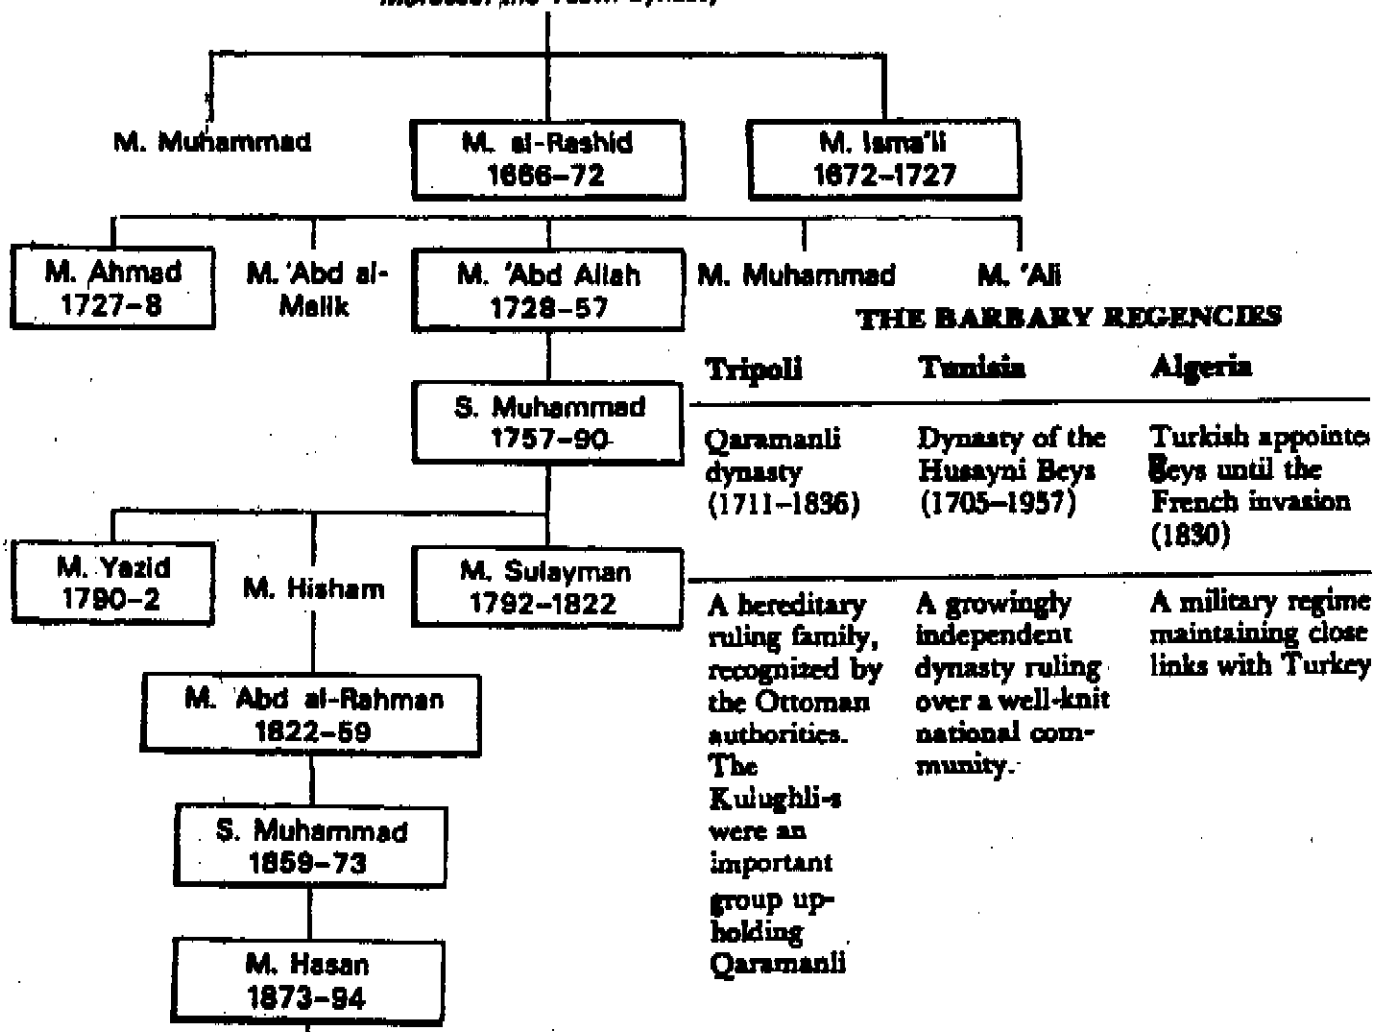 M. Muhammad
M. al-Rashid
1666–72
M. Isma'li
1672–1727
M. Ahmad
1727–8
M. 'Abd al-
Malik
M. 'Abd Allah
1728–57
M. Muhammad
M. 'Ali
S. Muhammad
1757–90
M. Yazid
1790–2
M. Hisham
M. Sulayman
1792–1822
M. Abd al-Rahman
1822–59
S. Muhammad
1859–73
M. Hasan
1873–94
THE BARBARY REGENCIES
Tripoli
Qaramanli
dynasty
(1711–1836)
A hereditary
ruling family,
recognized by
the Ottoman
authorities.
The
Kulughli-s
were an
important
group up-
holding
Qaramanli
Tunisia
Dynasty of the
Husayni Beys
(1705–1957)
A growingly
independent
dynasty ruling
over a well-knit
national com-
munity.
Algeria
Turkish appointe
Beys until the
French invasion
(1830)
A military regime
maintaining close
links with Turkey